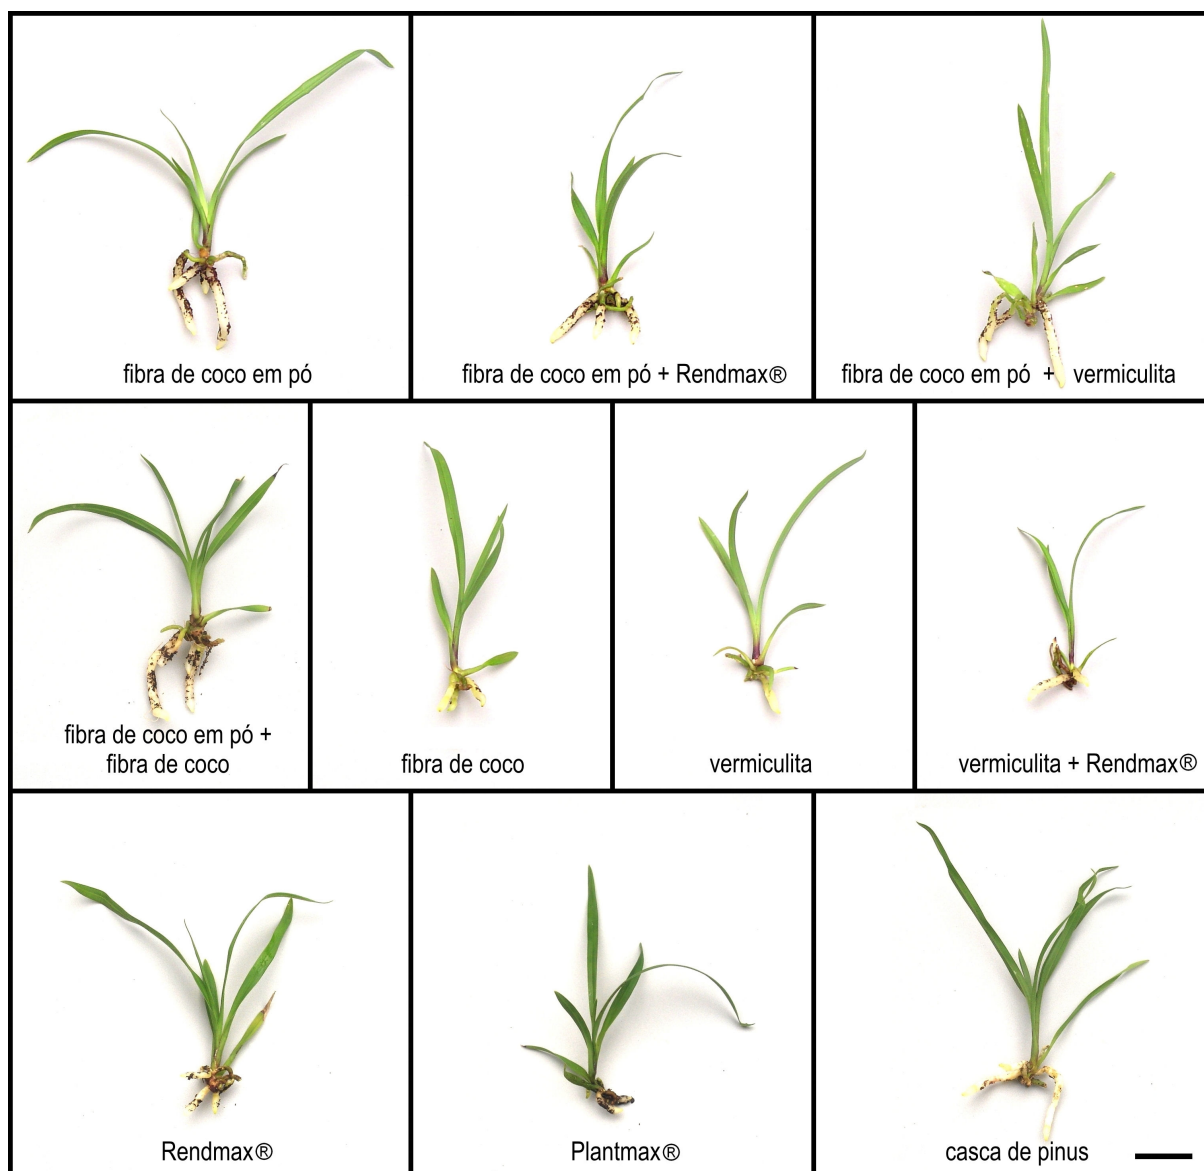 fibra de coco em pó
fibra de coco em pó + Rendmax®
fibra de coco em pó + vermiculita
fibra de coco em pó +
fibra de coco
fibra de coco
vermiculita
vermiculita + Rendmax®
Rendmax®
Plantmax®
casca de pinus